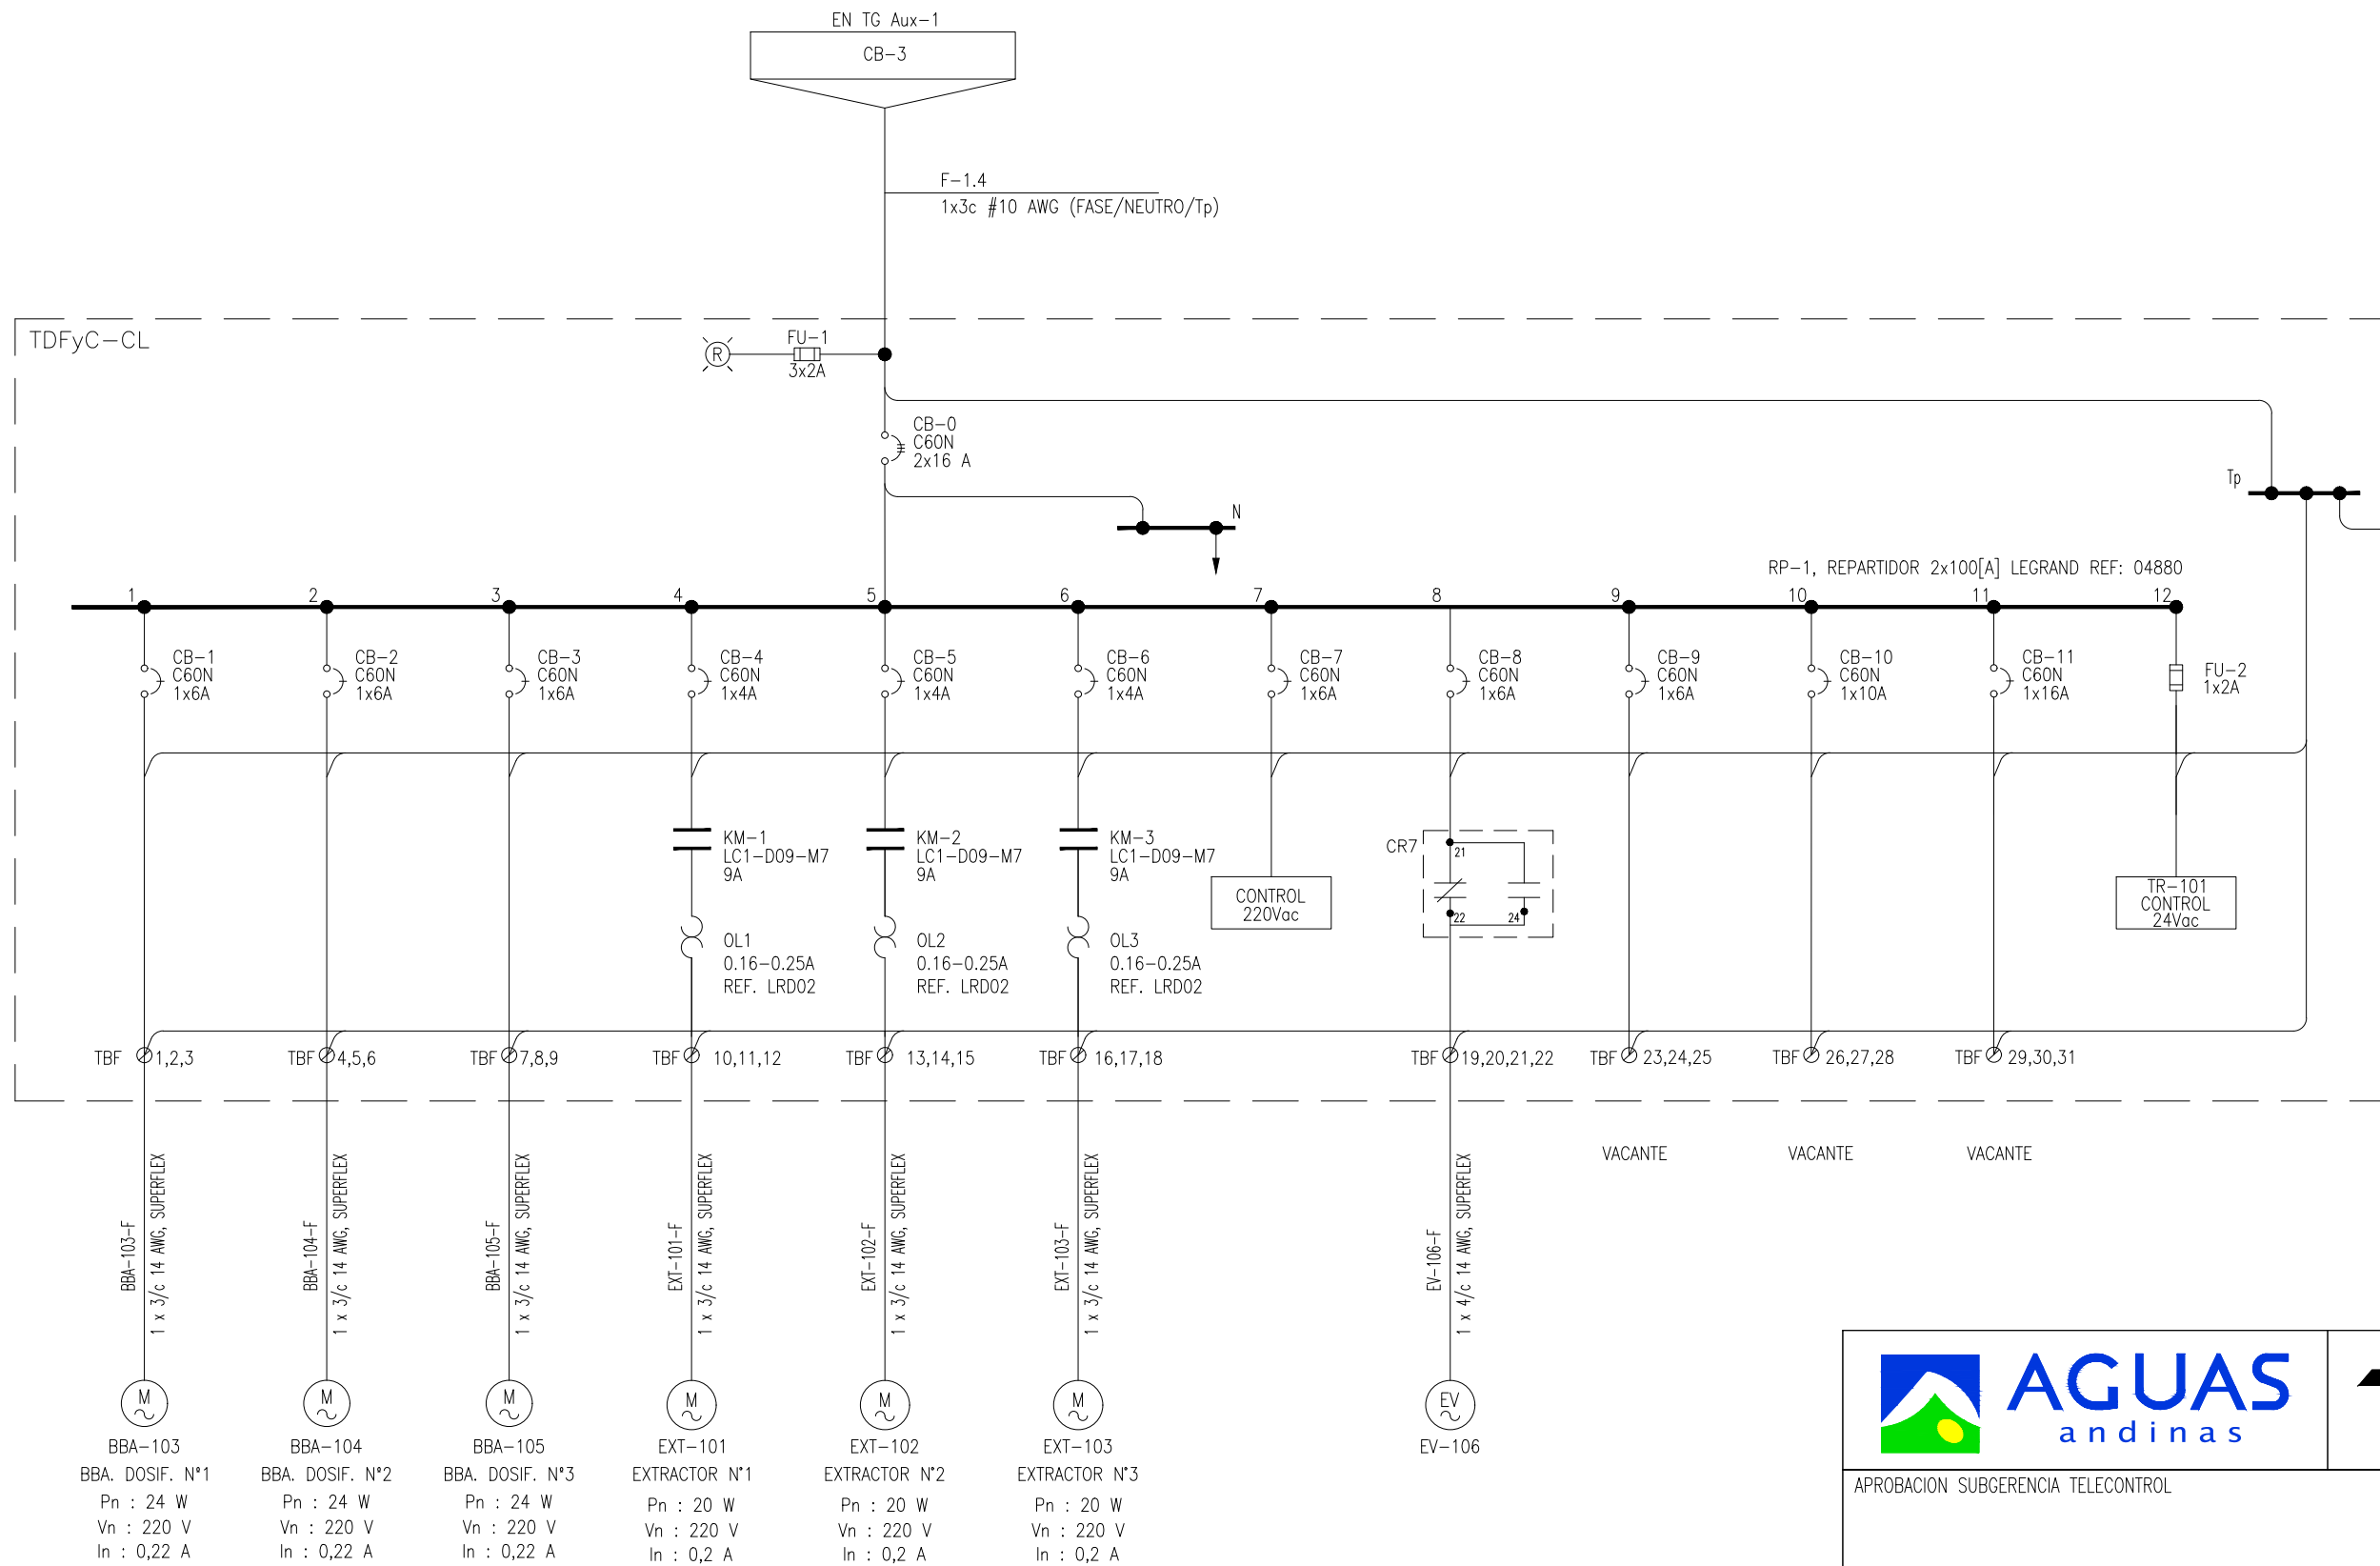 EN TG Aux-1
CB-3
F-1.4
1x3c #10 AWG (FASE/NEUTRO/Tp)
TDFyC-CL
R
FU-1
3x2A
CB-0
C60N
2x16 A
N
Tp
RP-1, REPARTIDOR 2x100[A] LEGRAND REF: 04880
1
2
3
4
5
6
7
8
9
10
11
12
CB-1
C60N
1x6A
CB-2
C60N
1x6A
CB-3
C60N
1x6A
CB-4
C60N
1x4A
CB-5
C60N
1x4A
CB-6
C60N
1x4A
CB-7
C60N
1x6A
CB-8
C60N
1x6A
CB-9
C60N
1x6A
CB-10
C60N
1x10A
CB-11
C60N
1x16A
FU-2
1x2A
KM-1
LC1-D09-M7
9A
KM-2
LC1-D09-M7
9A
KM-3
LC1-D09-M7
9A
OL1
0.16-0.25A
REF. LRD02
OL2
0.16-0.25A
REF. LRD02
OL3
0.16-0.25A
REF. LRD02
CONTROL
220Vac
CR7
21
22
24
TR-101
CONTROL
24Vac
TBF 1,2,3
TBF 4,5,6
TBF 7,8,9
TBF 10,11,12
TBF 13,14,15
TBF 16,17,18
TBF 19,20,21,22
TBF 23,24,25
TBF 26,27,28
TBF 29,30,31
VACANTE
VACANTE
VACANTE
BBA-103-F
1 x 3/c 14 AWG, SUPERFLEX
BBA-104-F
1 x 3/c 14 AWG, SUPERFLEX
BBA-105-F
1 x 3/c 14 AWG, SUPERFLEX
EXT-101-F
1 x 3/c 14 AWG, SUPERFLEX
EXT-102-F
1 x 3/c 14 AWG, SUPERFLEX
EXT-103-F
1 x 3/c 14 AWG, SUPERFLEX
EV-106-F
1 x 4/c 14 AWG, SUPERFLEX
M
BBA-103
BBA. DOSIF. N°1
Pn : 24 W
Vn : 220 V
In : 0,22 A
M
BBA-104
BBA. DOSIF. N°2
Pn : 24 W
Vn : 220 V
In : 0,22 A
M
BBA-105
BBA. DOSIF. N°3
Pn : 24 W
Vn : 220 V
In : 0,22 A
M
EXT-101
EXTRACTOR N°1
Pn : 20 W
Vn : 220 V
In : 0,2 A
M
EXT-102
EXTRACTOR N°2
Pn : 20 W
Vn : 220 V
In : 0,2 A
M
EXT-103
EXTRACTOR N°3
Pn : 20 W
Vn : 220 V
In : 0,2 A
EV
EV-106
AGUAS
andinas
APROBACION SUBGERENCIA TELECONTROL